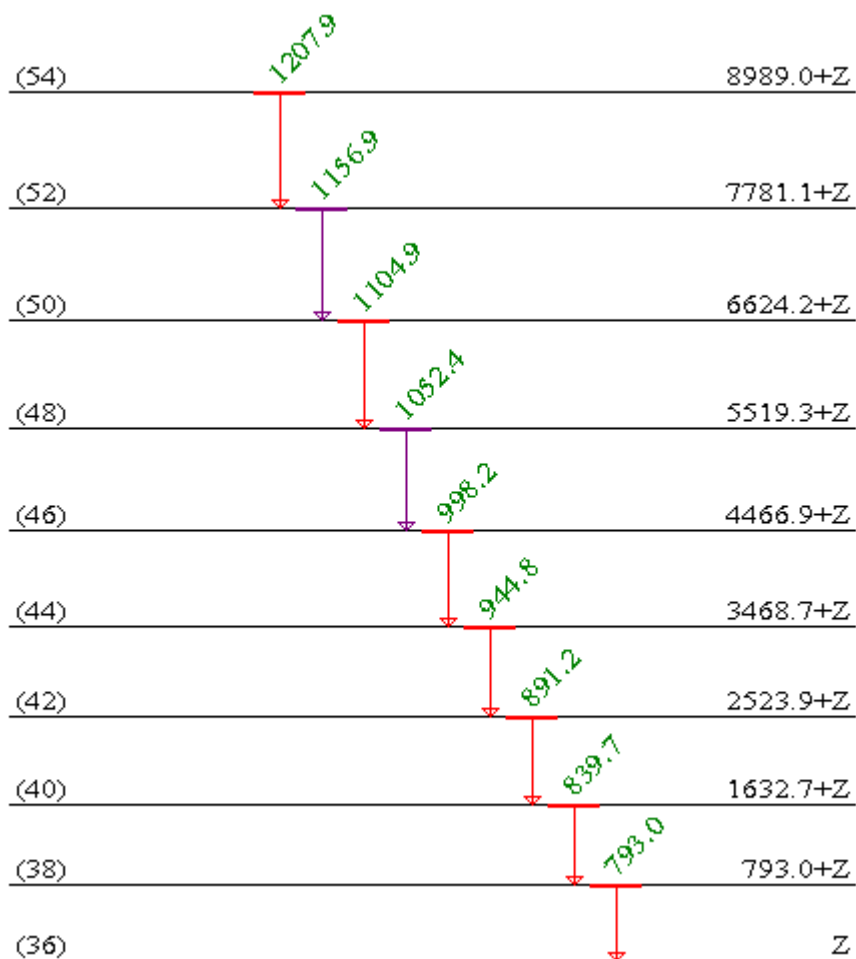 1207.9
(54) 8989.0+Z
1156.9
(52) 7781.1+Z
1104.9
(50) 6624.2+Z
1052.4
(48) 5519.3+Z
998.2
(46) 4466.9+Z
944.8
(44) 3468.7+Z
891.2
(42) 2523.9+Z
839.7
(40) 1632.7+Z
793.0
(38) 793.0+Z
(36) Z